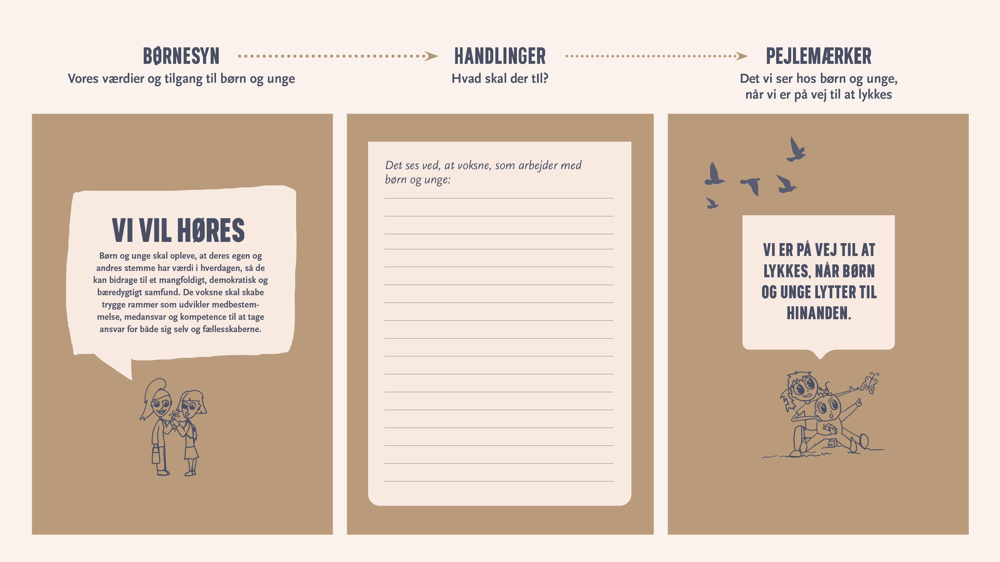 BØRNESYN
Vores værdier og tilgang til børn og unge
HANDLINGER
Hvad skal der tIl?
PEJLEMÆRKER
Det vi ser hos børn og unge,
når vi er på vej til at lykkes
VI VIL HØRES
Børn og unge skal opleve, at deres egen og
andres stemme har værdi i hverdagen, så de
kan bidrage til et mangfoldigt, demokratisk og
bæredygtigt samfund. De voksne skal skabe
trygge rammer som udvikler medbestem-
melse, medansvar og kompetence til at tage
ansvar for både sig selv og fællesskaberne.
Det ses ved, at voksne, som arbejder med
børn og unge:
VI ER PÅ VEJ TIL AT
LYKKES, NÅR BØRN
OG UNGE LYTTER TIL
HINANDEN.